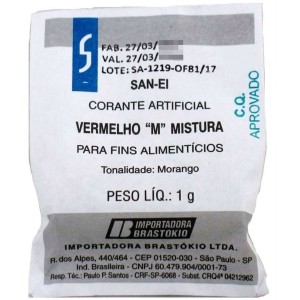 FAB. 27/03/
VAL. 27/03/
LOTE: SA-1219-OF81/17
SAN-EI
CORANTE ARTIFICIAL
VERMELHO "M" MISTURA
PARA FINS ALIMENTÍCIOS
Tonalidade: Morango
PESO LÍQ.: 1 g
C.Q.
APROVADO
IMPORTADORA
BRASTÓKIO
IMPORTADORA BRASTÓKIO LTDA.
R. dos Alpes, 440/464 - CEP 01520-030 - São Paulo - SP
Ind. Brasileira - CNPJ 60.479.904/0001-73
Resp. Téc.: Paulo P. Santos - CRF-SP-6068 - Subst. CRQ4ª 04212962